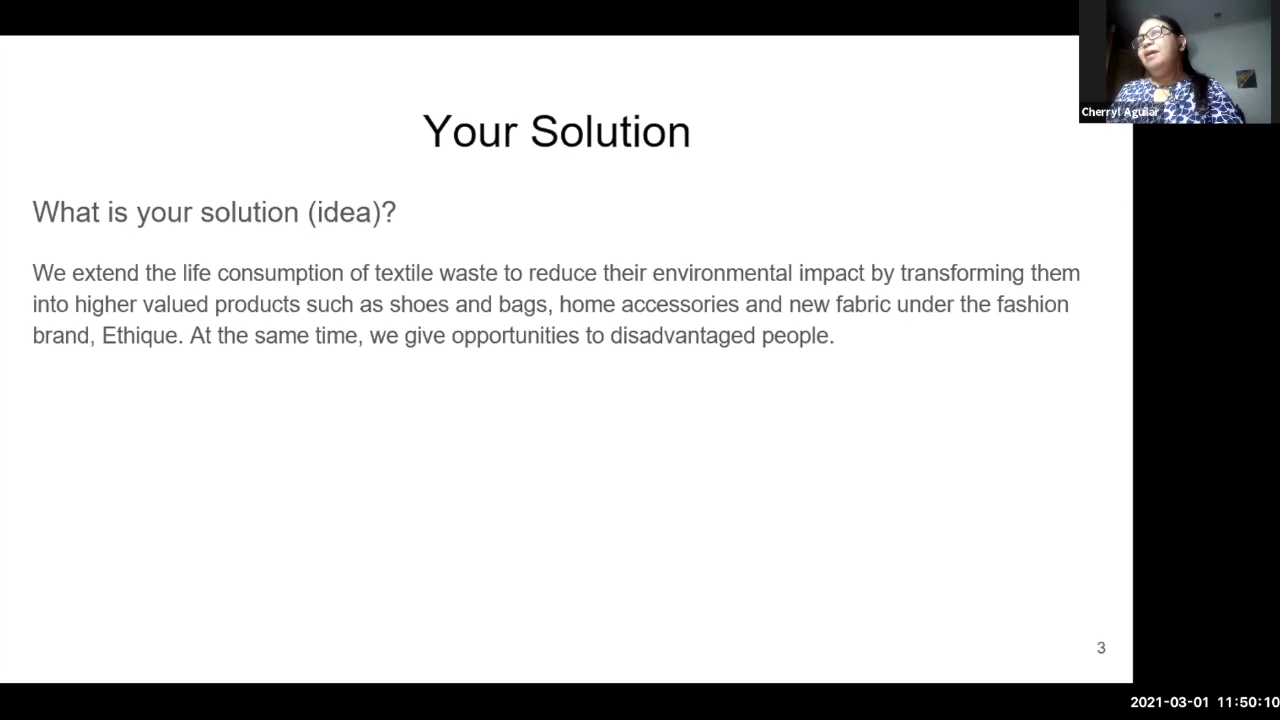 Cherryl Aguilar
Your Solution
What is your solution (idea)?
We extend the life consumption of textile waste to reduce their environmental impact by transforming them
into higher valued products such as shoes and bags, home accessories and new fabric under the fashion
brand, Ethique. At the same time, we give opportunities to disadvantaged people.
3
2021-03-01 11:50:10